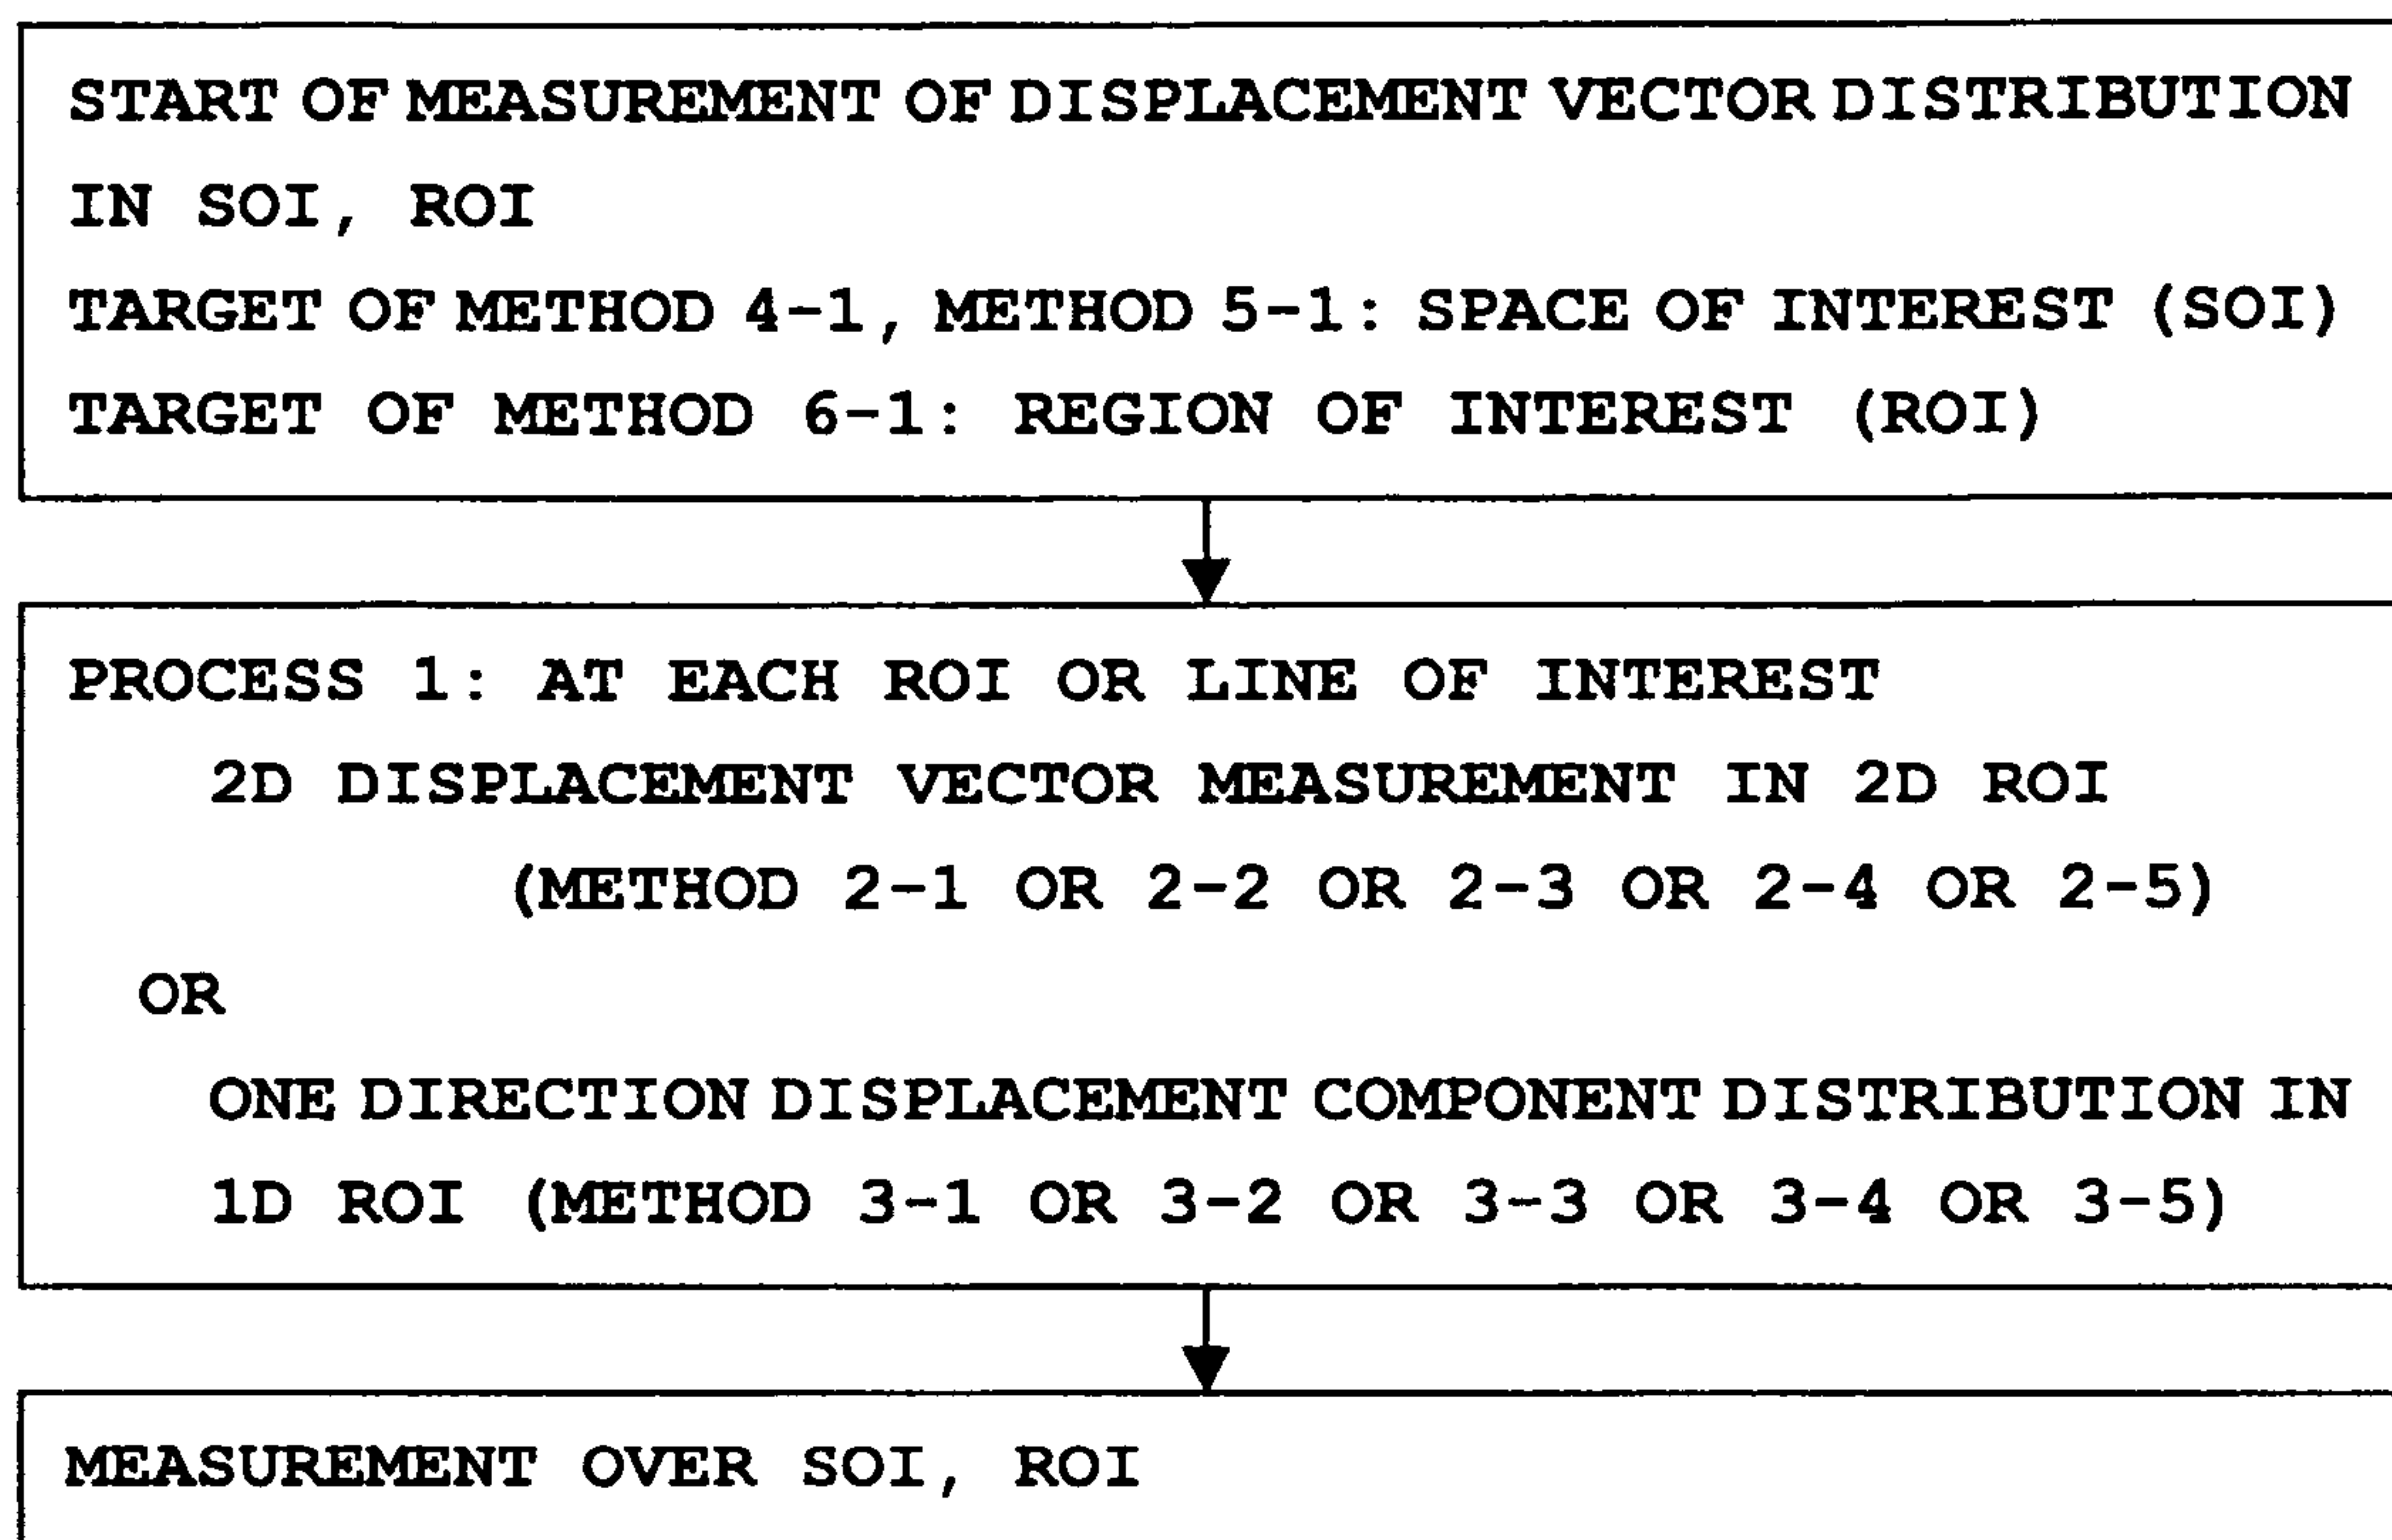 START OF MEASUREMENT OF DISPLACEMENT VECTOR DISTRIBUTION
IN SOI, ROI
TARGET OF METHOD 4-1, METHOD 5-1: SPACE OF INTEREST (SOI)
TARGET OF METHOD 6-1: REGION OF INTEREST (ROI)
PROCESS 1: AT EACH ROI OR LINE OF INTEREST
2D DISPLACEMENT VECTOR MEASUREMENT IN 2D ROI
(METHOD 2-1 OR 2-2 OR 2-3 OR 2-4 OR 2-5)
OR
ONE DIRECTION DISPLACEMENT COMPONENT DISTRIBUTION IN
1D ROI (METHOD 3-1 OR 3-2 OR 3-3 OR 3-4 OR 3-5)
MEASUREMENT OVER SOI, ROI